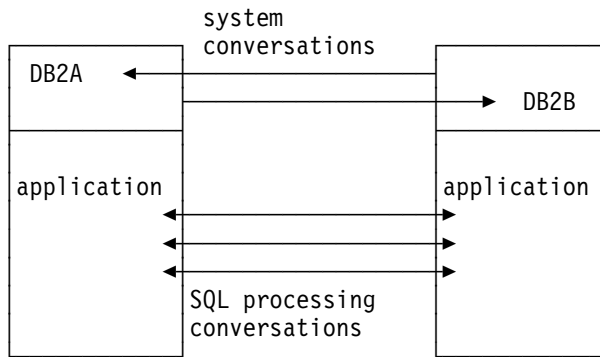 system
conversations
DB2A
DB2B
application
application
SQL processing
conversations